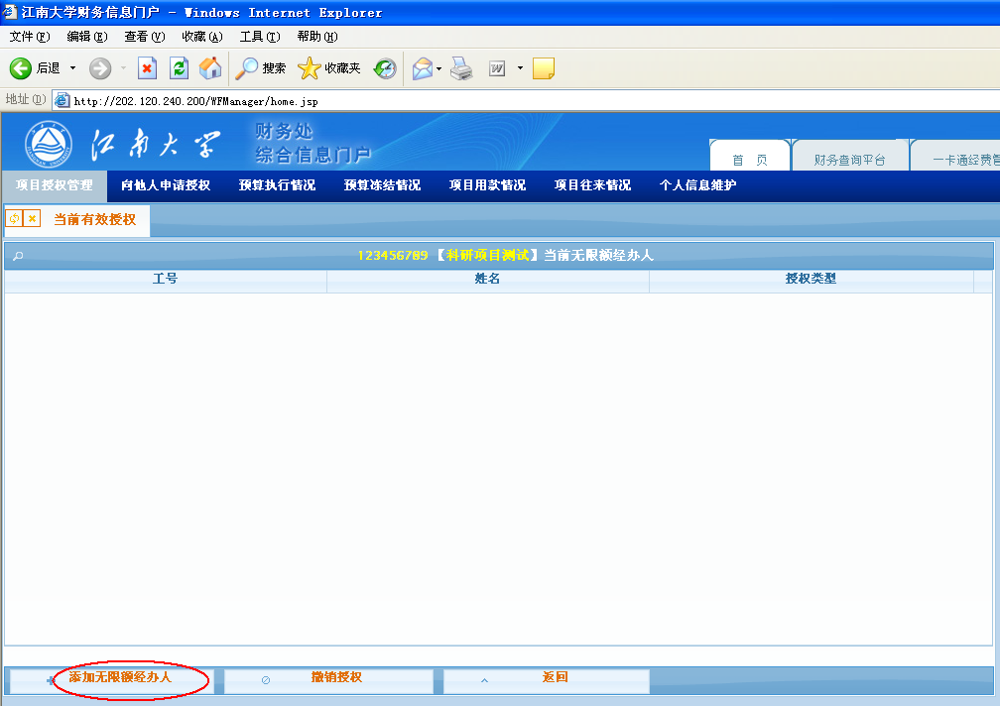 江南大学财务信息门户 - Windows Internet Explorer
文件(F) 编辑(E) 查看(V) 收藏(A) 工具(T) 帮助(H)
后退 搜索 收藏夹
地址(D) http://202.120.240.200/WFManager/home.jsp
江南大学
财务处
综合信息门户
首 页 财务查询平台 一卡通经费管
项目授权管理 向他人申请授权 预算执行情况 预算冻结情况 项目用款情况 项目往来情况 个人信息维护
当前有效授权
123456789 【科研项目测试】当前无限额经办人
工号 姓名 授权类型
添加无限额经办人 撤销授权 返回